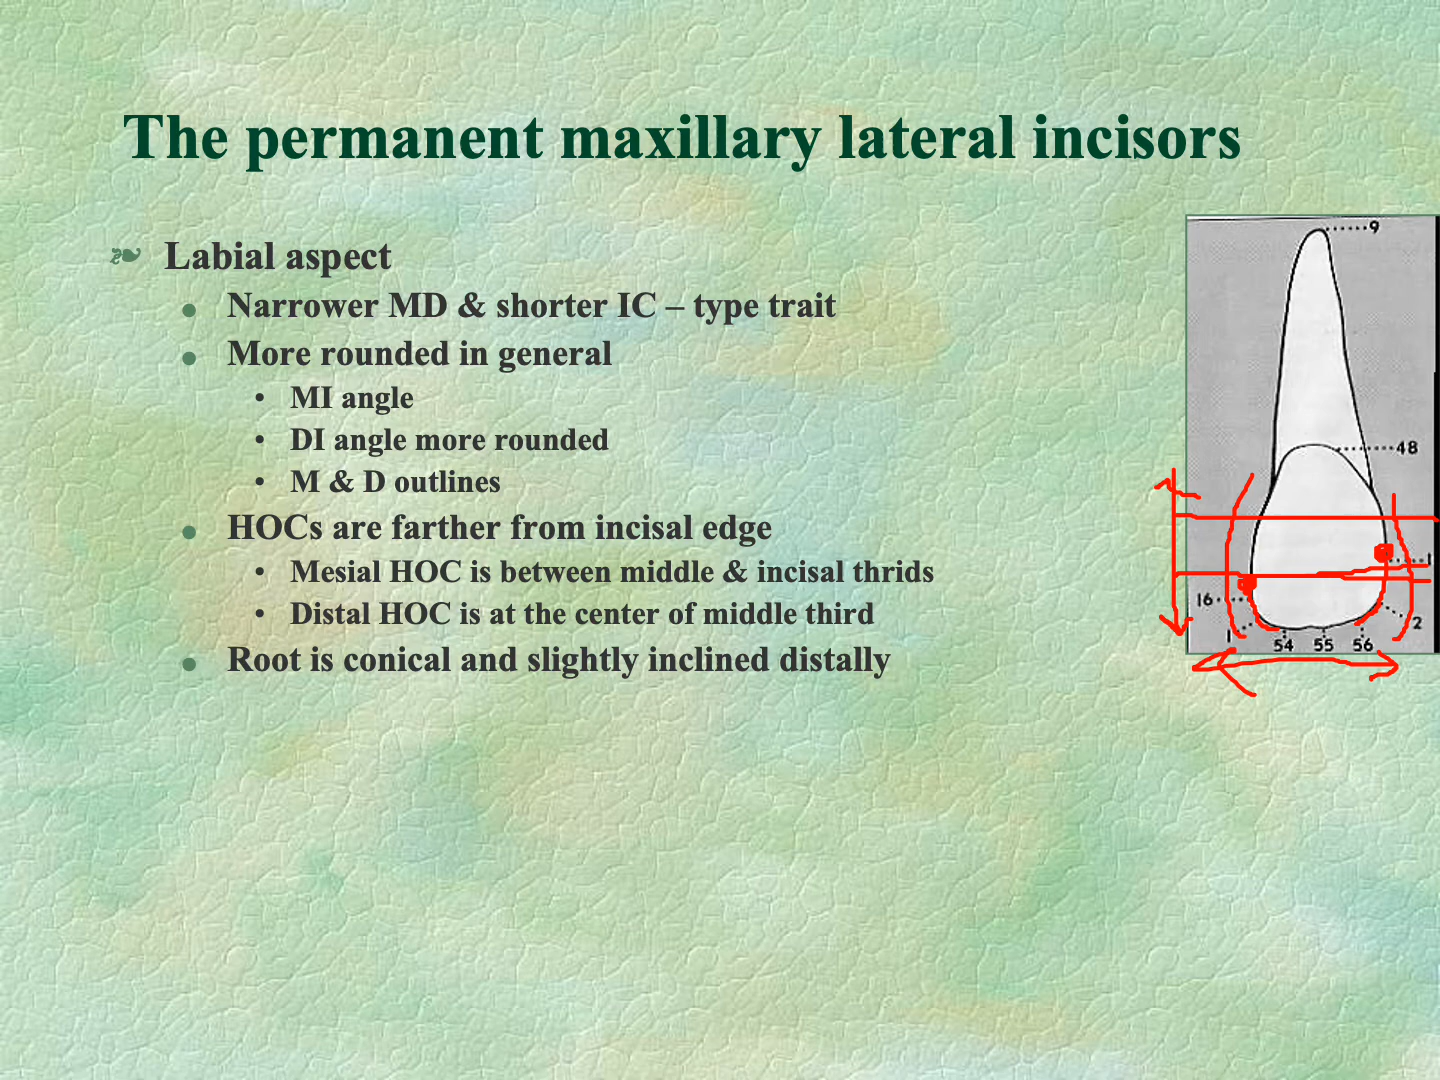 The permanent maxillary lateral incisors
Labial aspect
Narrower MD & shorter IC – type trait
More rounded in general
MI angle
DI angle more rounded
M & D outlines
HOCs are farther from incisal edge
Mesial HOC is between middle & incisal thrids
Distal HOC is at the center of middle third
Root is conical and slightly inclined distally
9
48
1
16
2
1
54 55 56